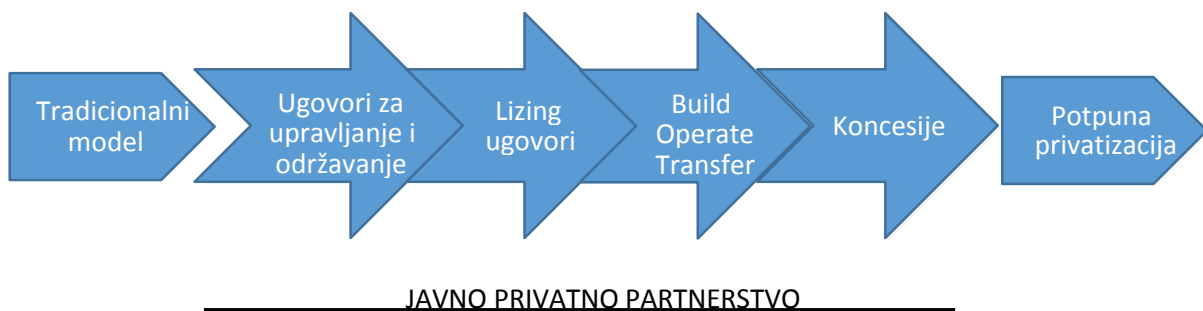 Tradicionalni
model
Ugovori za
upravljanje i
održavanje
Lizing
ugovori
Build
Operate
Transfer
Koncesije
Potpuna
privatizacija
JAVNO PRIVATNO PARTNERSTVO